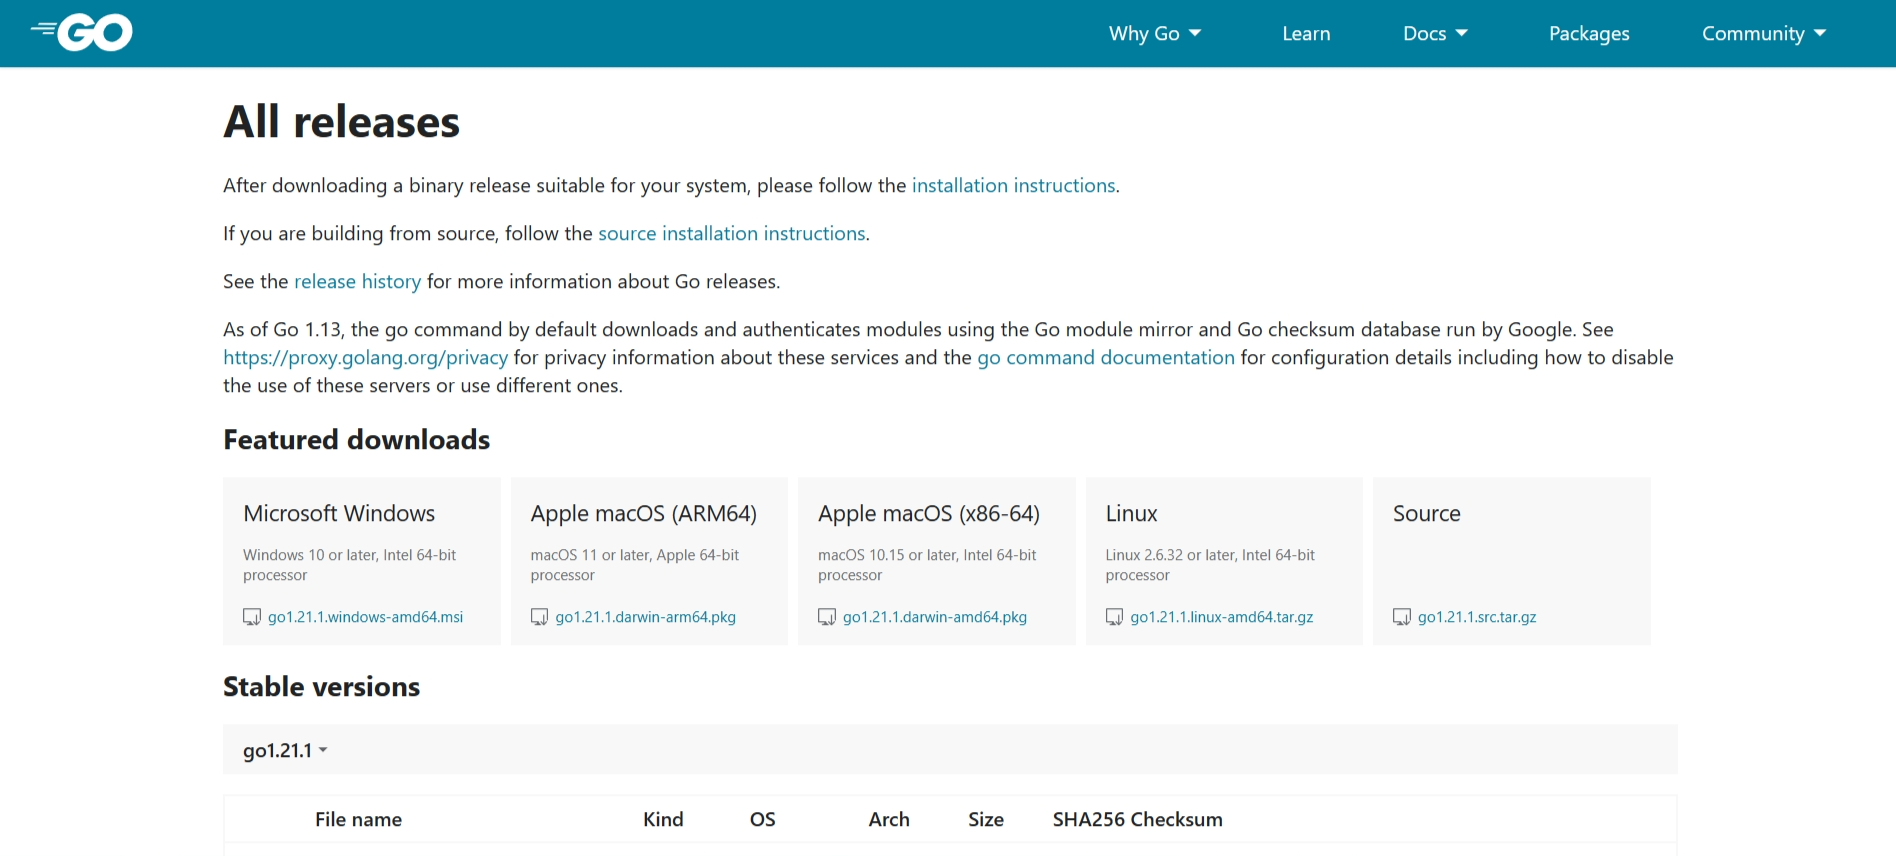 GO
Why Go
Learn
Docs
Packages
Community
All releases
After downloading a binary release suitable for your system, please follow the installation instructions.
If you are building from source, follow the source installation instructions.
See the release history for more information about Go releases.
As of Go 1.13, the go command by default downloads and authenticates modules using the Go module mirror and Go checksum database run by Google. See
https://proxy.golang.org/privacy for privacy information about these services and the go command documentation for configuration details including how to disable
the use of these servers or use different ones.
Featured downloads
Microsoft Windows
Windows 10 or later, Intel 64-bit
processor
go1.21.1.windows-amd64.msi
Apple macOS (ARM64)
macOS 11 or later, Apple 64-bit
processor
go1.21.1.darwin-arm64.pkg
Apple macOS (x86-64)
macOS 10.15 or later, Intel 64-bit
processor
go1.21.1.darwin-amd64.pkg
Linux
Linux 2.6.32 or later, Intel 64-bit
processor
go1.21.1.linux-amd64.tar.gz
Source
go1.21.1.src.tar.gz
Stable versions
go1.21.1
File name Kind OS Arch Size SHA256 Checksum